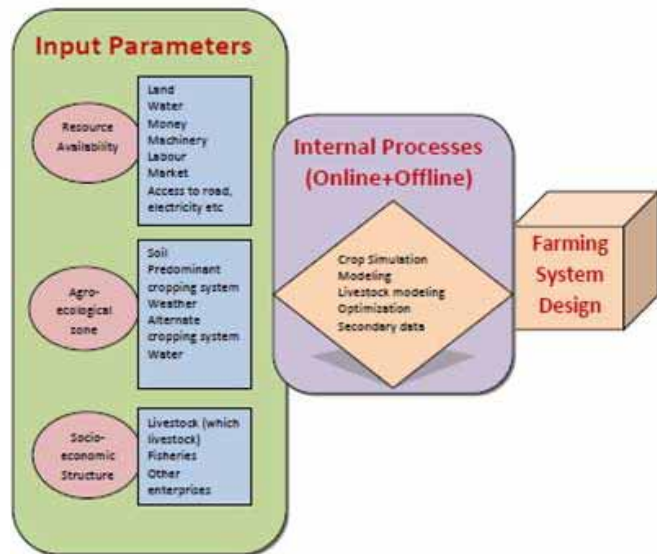 Input Parameters
Resource
Availability
Land
Water
Money
Machinery
Labour
Market
Access to road,
electricity etc
Agro-
ecological
zone
Soil
Predominant
cropping system
Weather
Alternate
cropping system
Water
Socio-
economic
Structure
Livestock (which
livestock)
Fisheries
Other
enterprises
Internal Processes
(Online+Offline)
Crop Simulation
Modeling
Livestock modeling
Optimization
Secondary data
Farming
System
Design